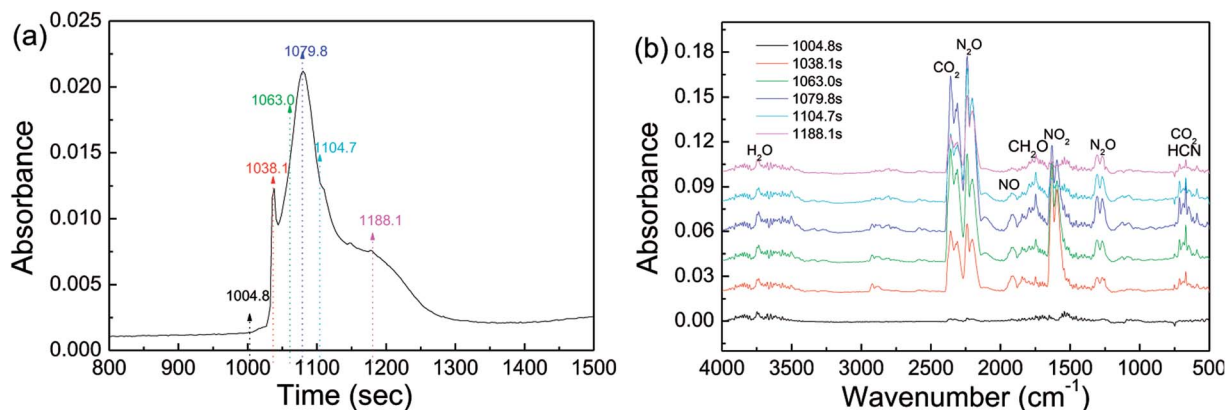 (a)
0.025
0.020
0.015
0.010
0.005
0.000
Absorbance
1079.8
1063.0
1104.7
1038.1
1188.1
1004.8
800 900 1000 1100 1200 1300 1400 1500
Time (sec)
(b)
0.18
0.15
0.12
0.09
0.06
0.03
0.00
Absorbance
1004.8s
1038.1s
1063.0s
1079.8s
1104.7s
1188.1s
H₂O
CO₂
N₂O
NO
CH₂O
NO₂
N₂O
CO₂
HCN
4000 3500 3000 2500 2000 1500 1000 500
Wavenumber (cm⁻¹)